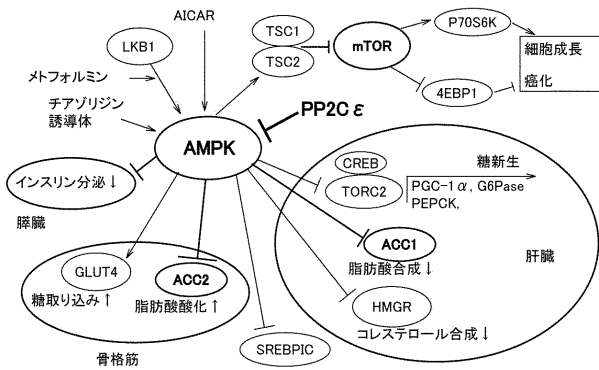 AICAR
LKB1
メトフォルミン
チアゾリジン
誘導体
TSC1
TSC2
mTOR
P70S6K
4EBP1
細胞成長
癌化
PP2C ε
AMPK
インスリン分泌↓
膵臓
CREB
TORC2
糖新生
PGC-1α, G6Pase
PEPCK,
ACC1
脂肪酸合成↓
肝臓
HMGR
コレステロール合成↓
GLUT4
糖取り込み↑
ACC2
脂肪酸酸化↑
骨格筋
SREBPIC